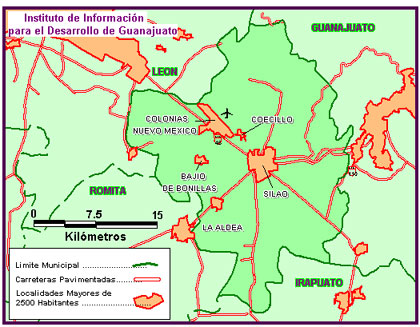 Instituto de Información
para el Desarrollo de Guanajuato
GUANAJUATO
LEON
COLONIAS
NUEVO MEXICO
COECILLO
45
BAJIO
DE BONILLAS
SILAO
ROMITA
0 7.5 15
Kilómetros
LA ALDEA
IRAPUATO
Limite Municipal
Carreteras Pavimentadas
Localidades Mayores de
2500 Habitantes